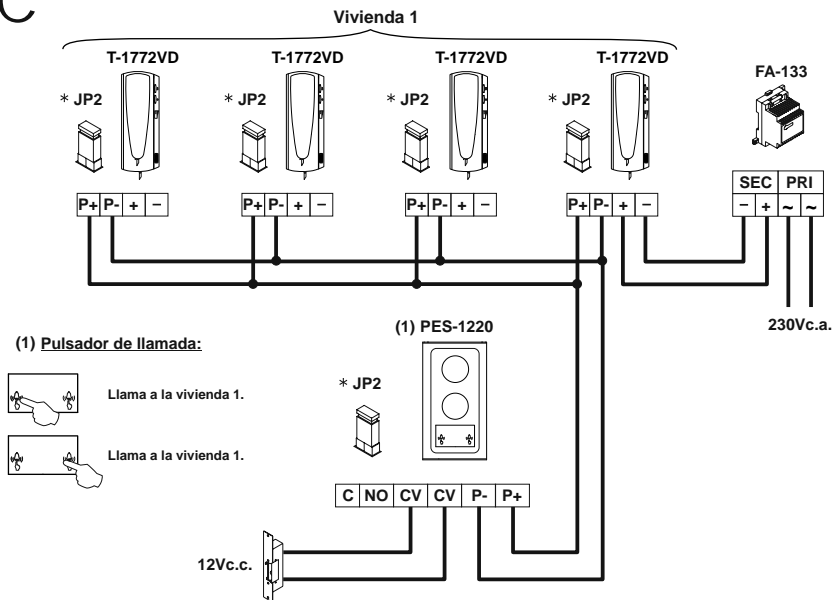 C
Vivienda 1
T-1772VD T-1772VD T-1772VD T-1772VD
FA-133
* JP2 * JP2 * JP2 * JP2
SEC PRI
P+ P- + − P+ P- + − P+ P- + − P+ P- + − − + ~ ~
230Vc.a.
(1) PES-1220
(1) Pulsador de llamada:
* JP2
Llama a la vivienda 1.
Llama a la vivienda 1.
C NO CV CV P- P+
12Vc.c.